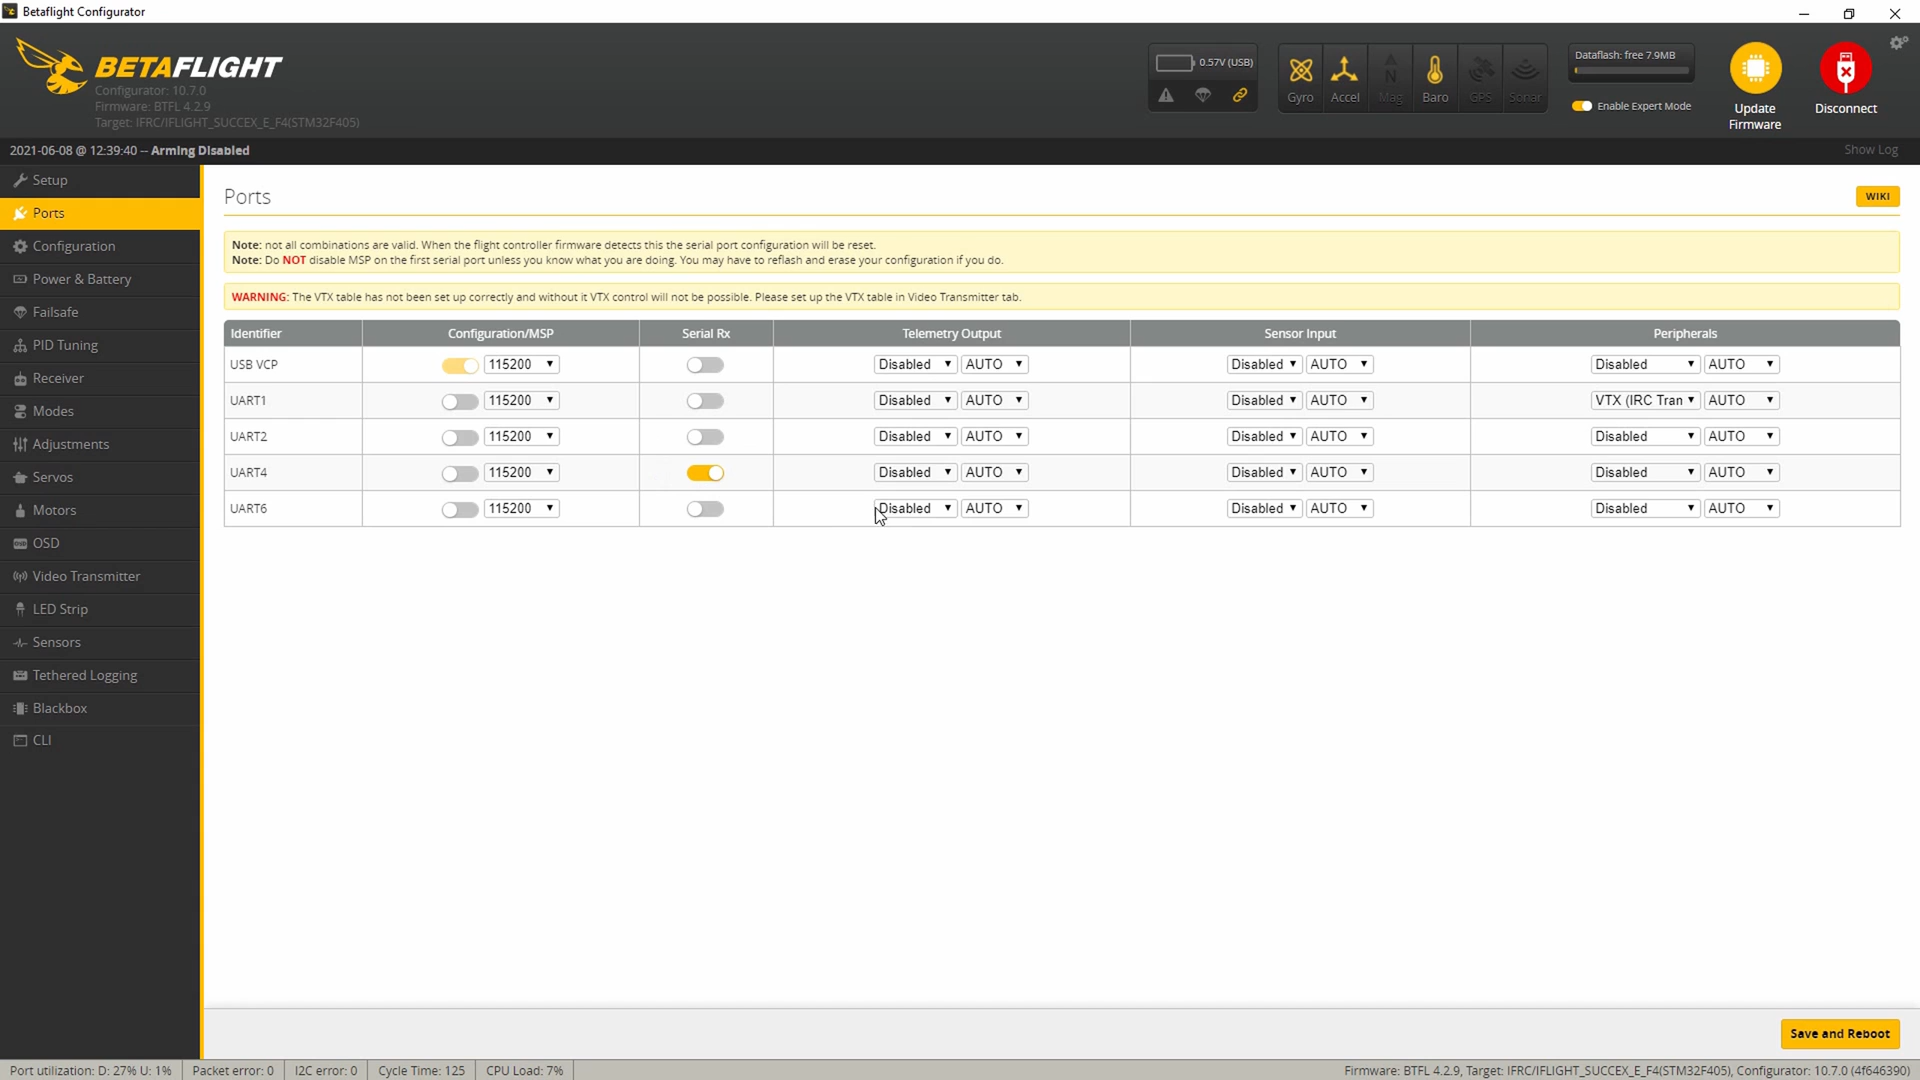 Betaflight Configurator
BETAFLIGHT
Configurator: 10.7.0
Firmware: BTFL 4.2.9
Target: IFRC/IFLIGHT_SUCCEX_E_F4(STM32F405)
0.57V (USB)
Gyro
Accel
Mag
Baro
GPS
Sonar
Dataflash: free 7.9MB
Enable Expert Mode
Update
Firmware
Disconnect
2021-06-08 @ 12:39:40 -- Arming Disabled
Show Log
Setup
Ports
Configuration
Power & Battery
Failsafe
PID Tuning
Receiver
Modes
Adjustments
Servos
Motors
OSD
Video Transmitter
LED Strip
Sensors
Tethered Logging
Blackbox
CLI
Ports
WIKI
Note: not all combinations are valid. When the flight controller firmware detects this the serial port configuration will be reset.
Note: Do NOT disable MSP on the first serial port unless you know what you are doing. You may have to reflash and erase your configuration if you do.
WARNING: The VTX table has not been set up correctly and without it VTX control will not be possible. Please set up the VTX table in Video Transmitter tab.
Identifier Configuration/MSP Serial Rx Telemetry Output Sensor Input Peripherals
USB VCP 115200 Disabled AUTO Disabled AUTO Disabled AUTO
UART1 115200 Disabled AUTO Disabled AUTO VTX (IRC Tran AUTO
UART2 115200 Disabled AUTO Disabled AUTO Disabled AUTO
UART4 115200 Disabled AUTO Disabled AUTO Disabled AUTO
UART6 115200 Disabled AUTO Disabled AUTO Disabled AUTO
Save and Reboot
Port utilization: D: 27% U: 1% Packet error: 0 I2C error: 0 Cycle Time: 125 CPU Load: 7% Firmware: BTFL 4.2.9, Target: IFRC/IFLIGHT_SUCCEX_E_F4(STM32F405), Configurator: 10.7.0 (4f646390)